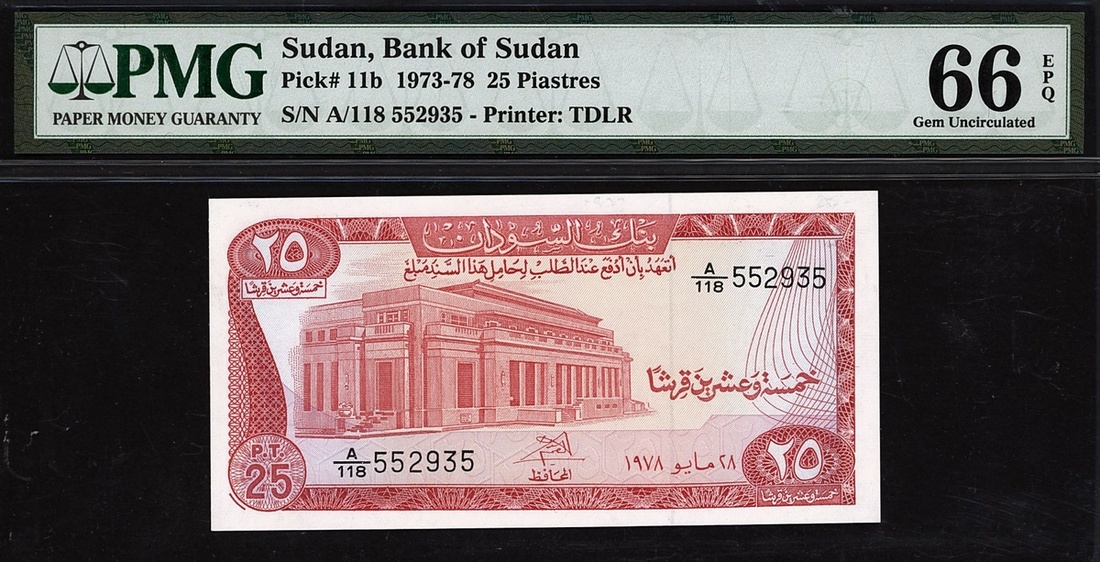 PMG
PAPER MONEY GUARANTY
Sudan, Bank of Sudan
Pick# 11b 1973-78 25 Piastres
S/N A/118 552935 - Printer: TDLR
66
EPQ
Gem Uncirculated
بنك السودان
٢٥
خمسة وعشرين قرشا
أتعهد بأن أدفع عند الطلب لحامل هذا السند مبلغ
A/118 552935
خمسة وعشرين قرشًا
P.T.
25
A/118 552935
المحافظ
٢٨ مايو ١٩٧٨
٢٥
خمسة وعشرين قرشا